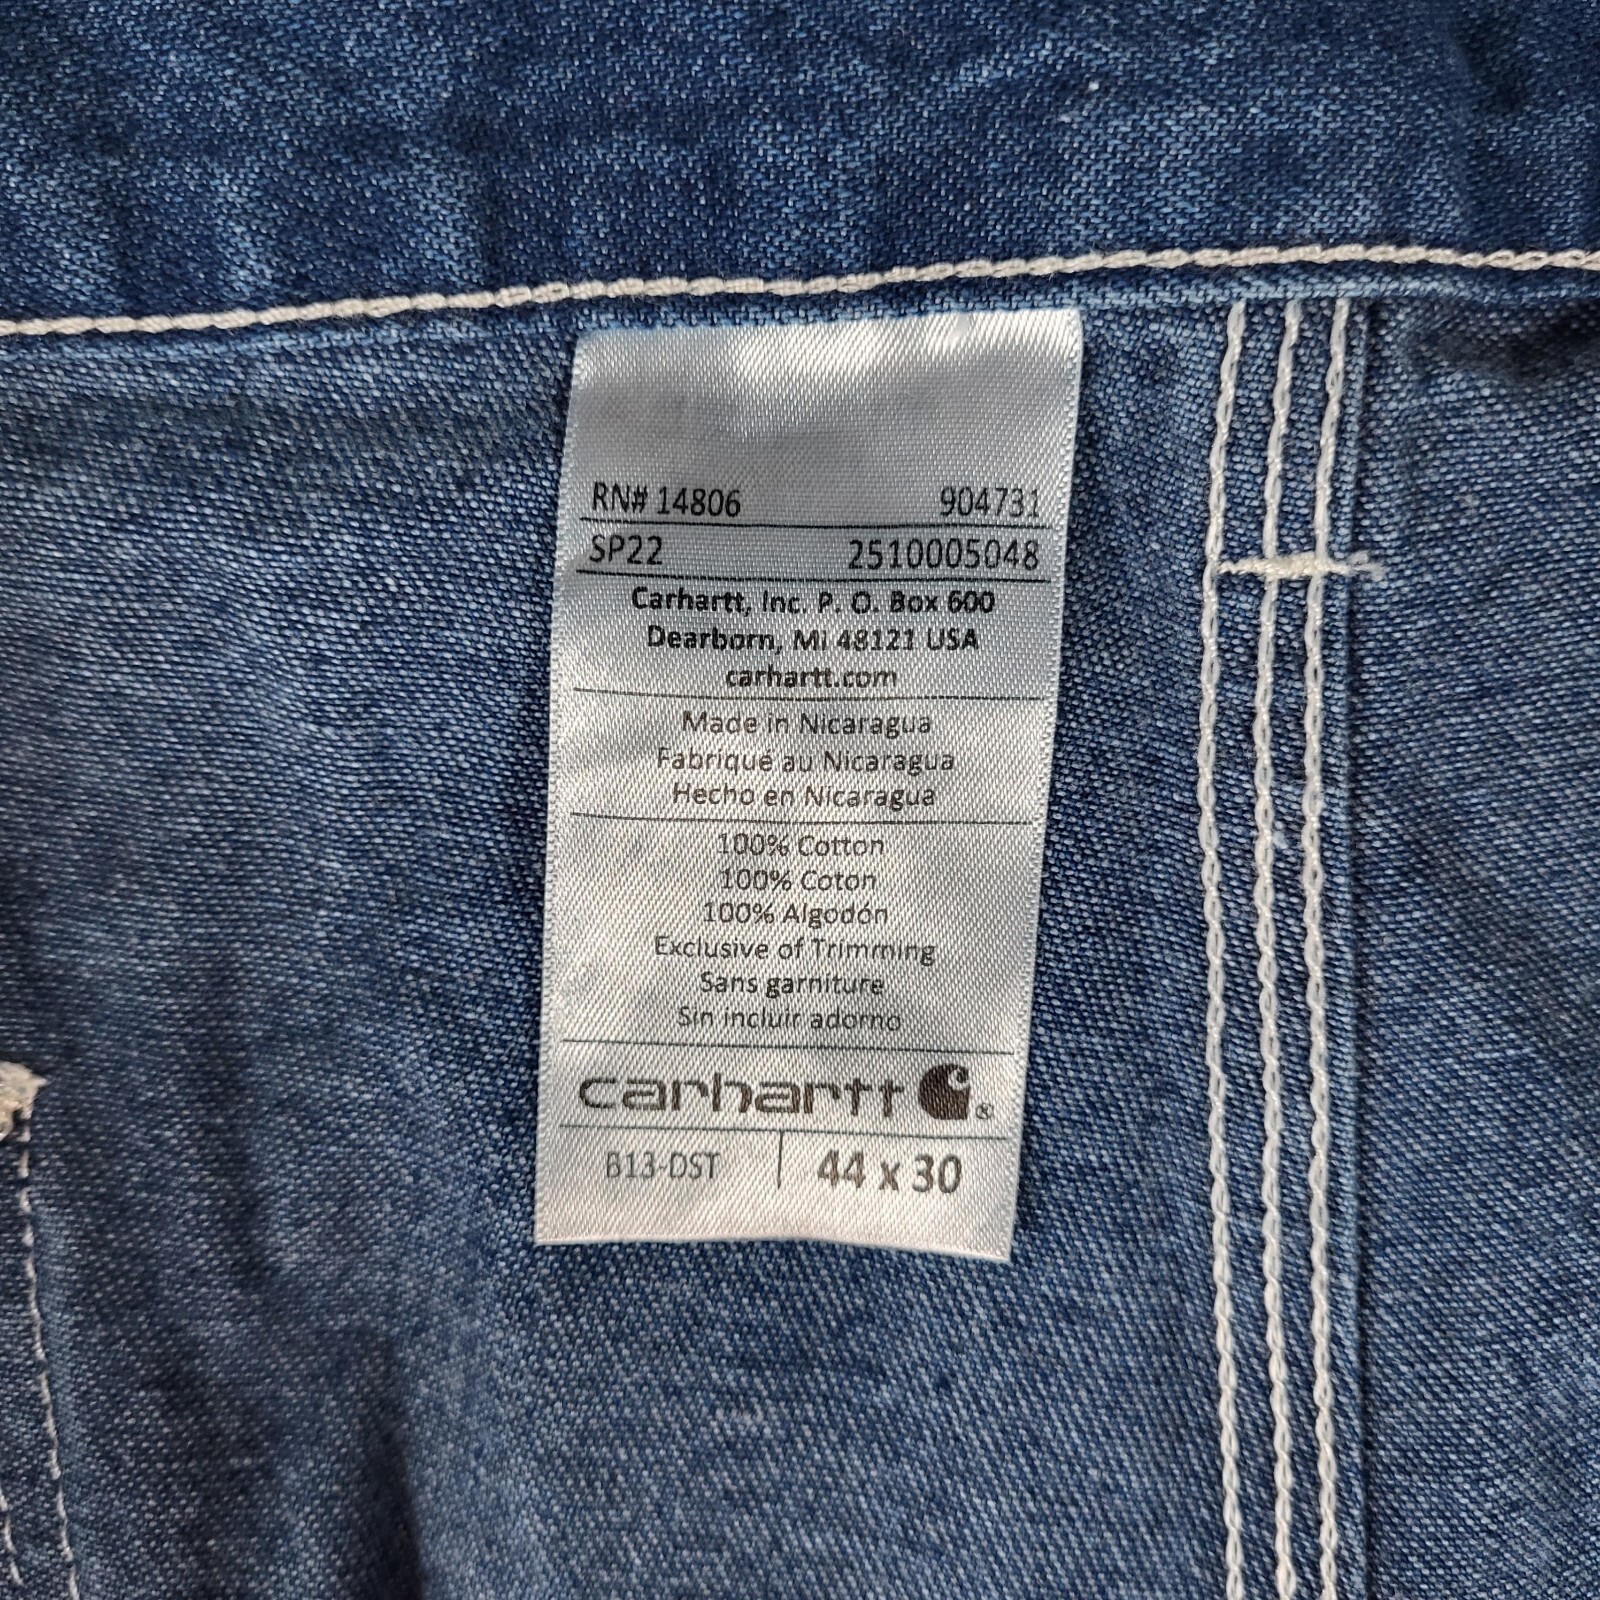 RN# 14806 904731
SP22 2510005048
Carhartt, Inc. P. O. Box 600
Dearborn, MI 48121 USA
carhartt.com
Made in Nicaragua
Fabriqué au Nicaragua
Hecho en Nicaragua
100% Cotton
100% Coton
100% Algodón
Exclusive of Trimming
Sans garniture
Sin incluir adorno
carhartt ®
B13-DST 44 x 30